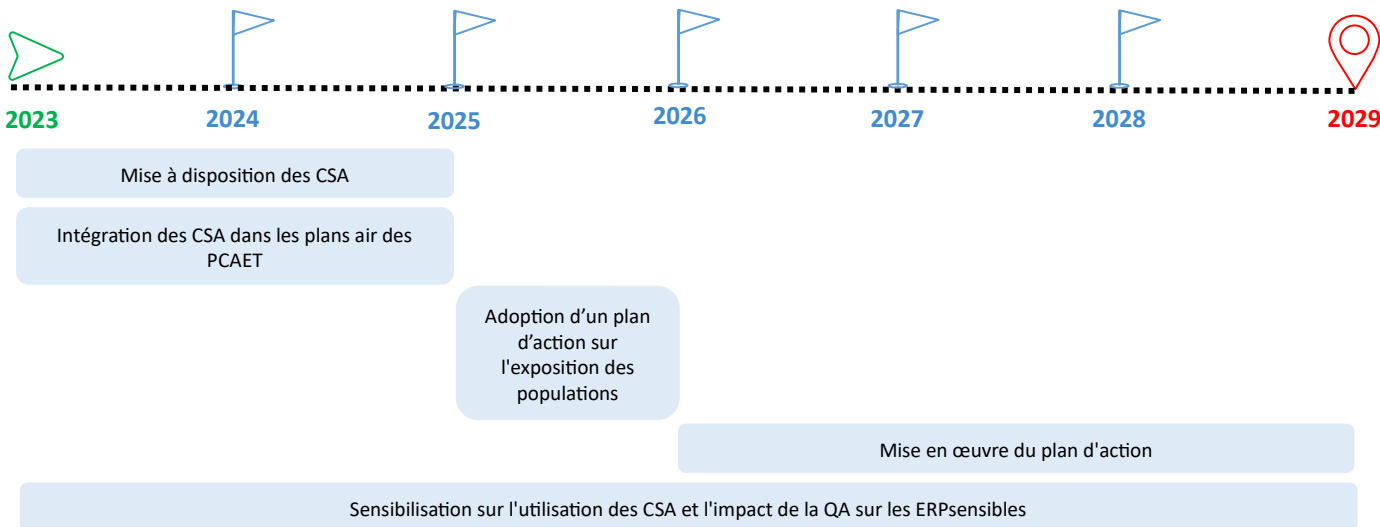 2023 2024 2025 2026 2027 2028 2029
Mise à disposition des CSA
Intégration des CSA dans les plans air des
PCAET
Adoption d’un plan
d’action sur
l'exposition des
populations
Mise en œuvre du plan d'action
Sensibilisation sur l'utilisation des CSA et l'impact de la QA sur les ERPsensibles